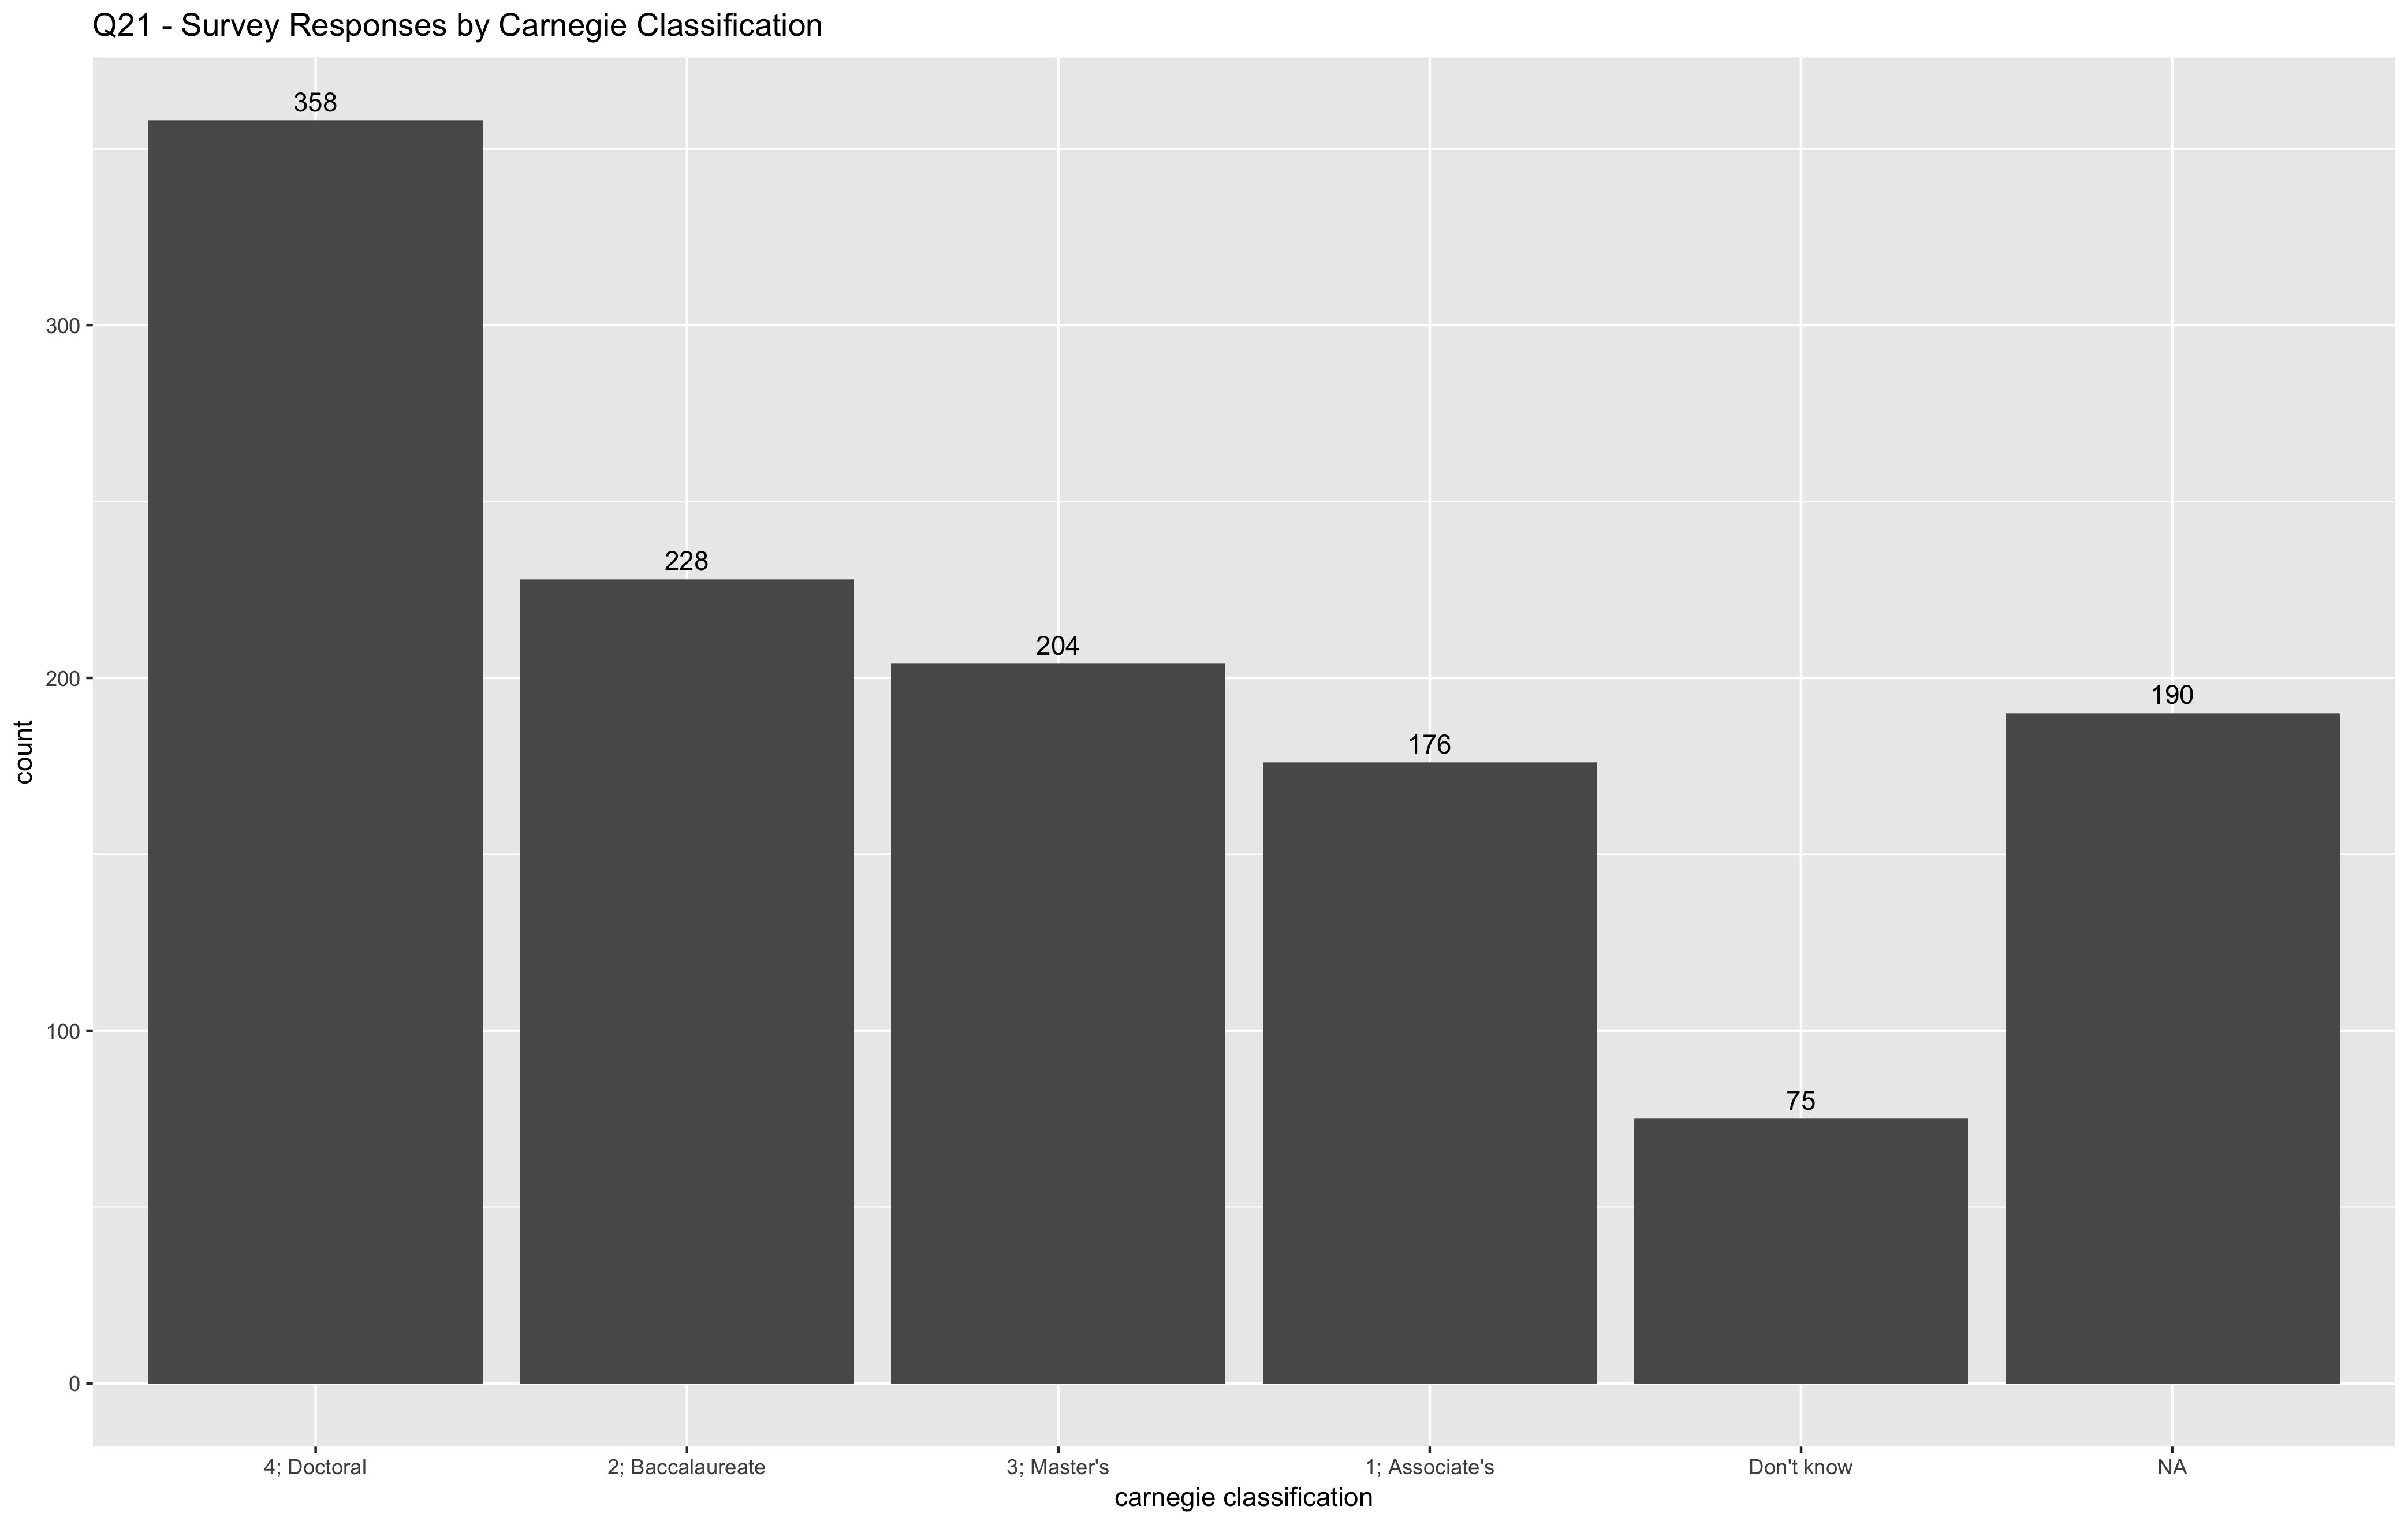 Q21 - Survey Responses by Carnegie Classification
358
228
204
176
75
190
300
200
100
0
count
4; Doctoral
2; Baccalaureate
3; Master's
1; Associate's
Don't know
NA
carnegie classification